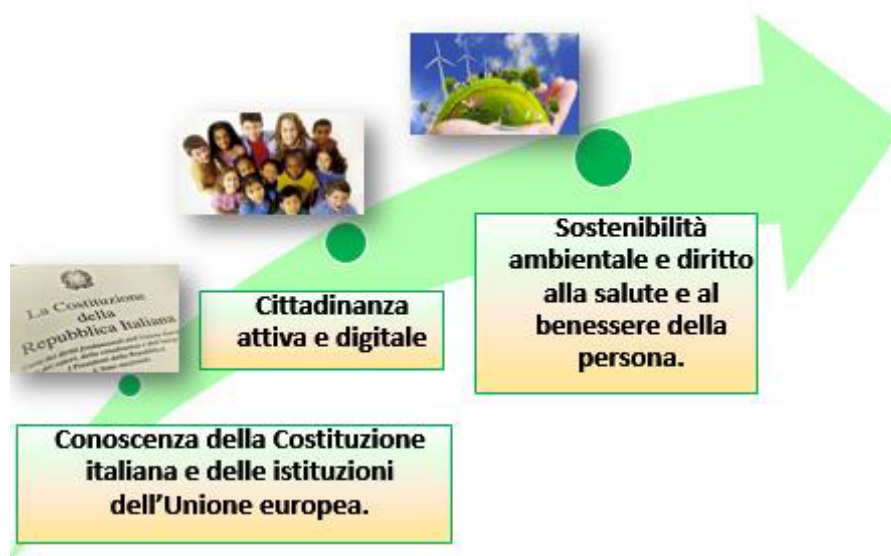 La Costituzione
della
Repubblica Italiana
Cittadinanza
attiva e digitale
Sostenibilità
ambientale e diritto
alla salute e al
benessere della
persona.
Conoscenza della Costituzione
italiana e delle istituzioni
dell’Unione europea.